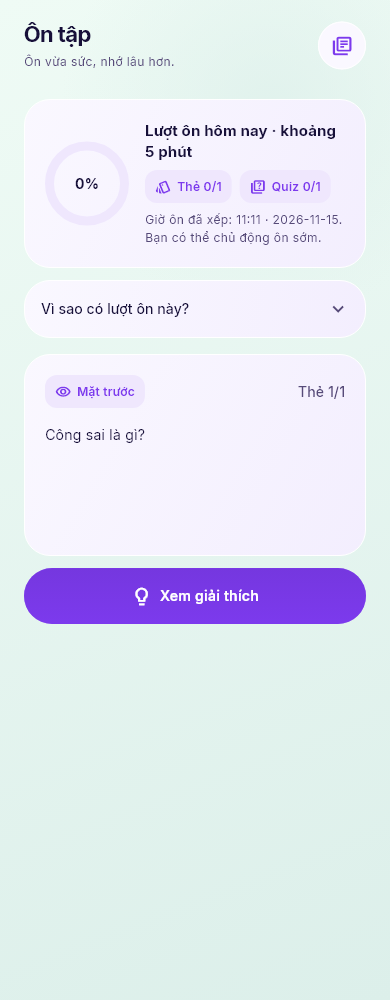 Ôn tập
Ôn vừa sức, nhớ lâu hơn.
Lượt ôn hôm nay · khoảng
5 phút
0%
Thẻ 0/1
Quiz 0/1
Giờ ôn đã xếp: 11:11 · 2026-11-15.
Bạn có thể chủ động ôn sớm.
Vì sao có lượt ôn này?
Mặt trước
Thẻ 1/1
Công sai là gì?
Xem giải thích